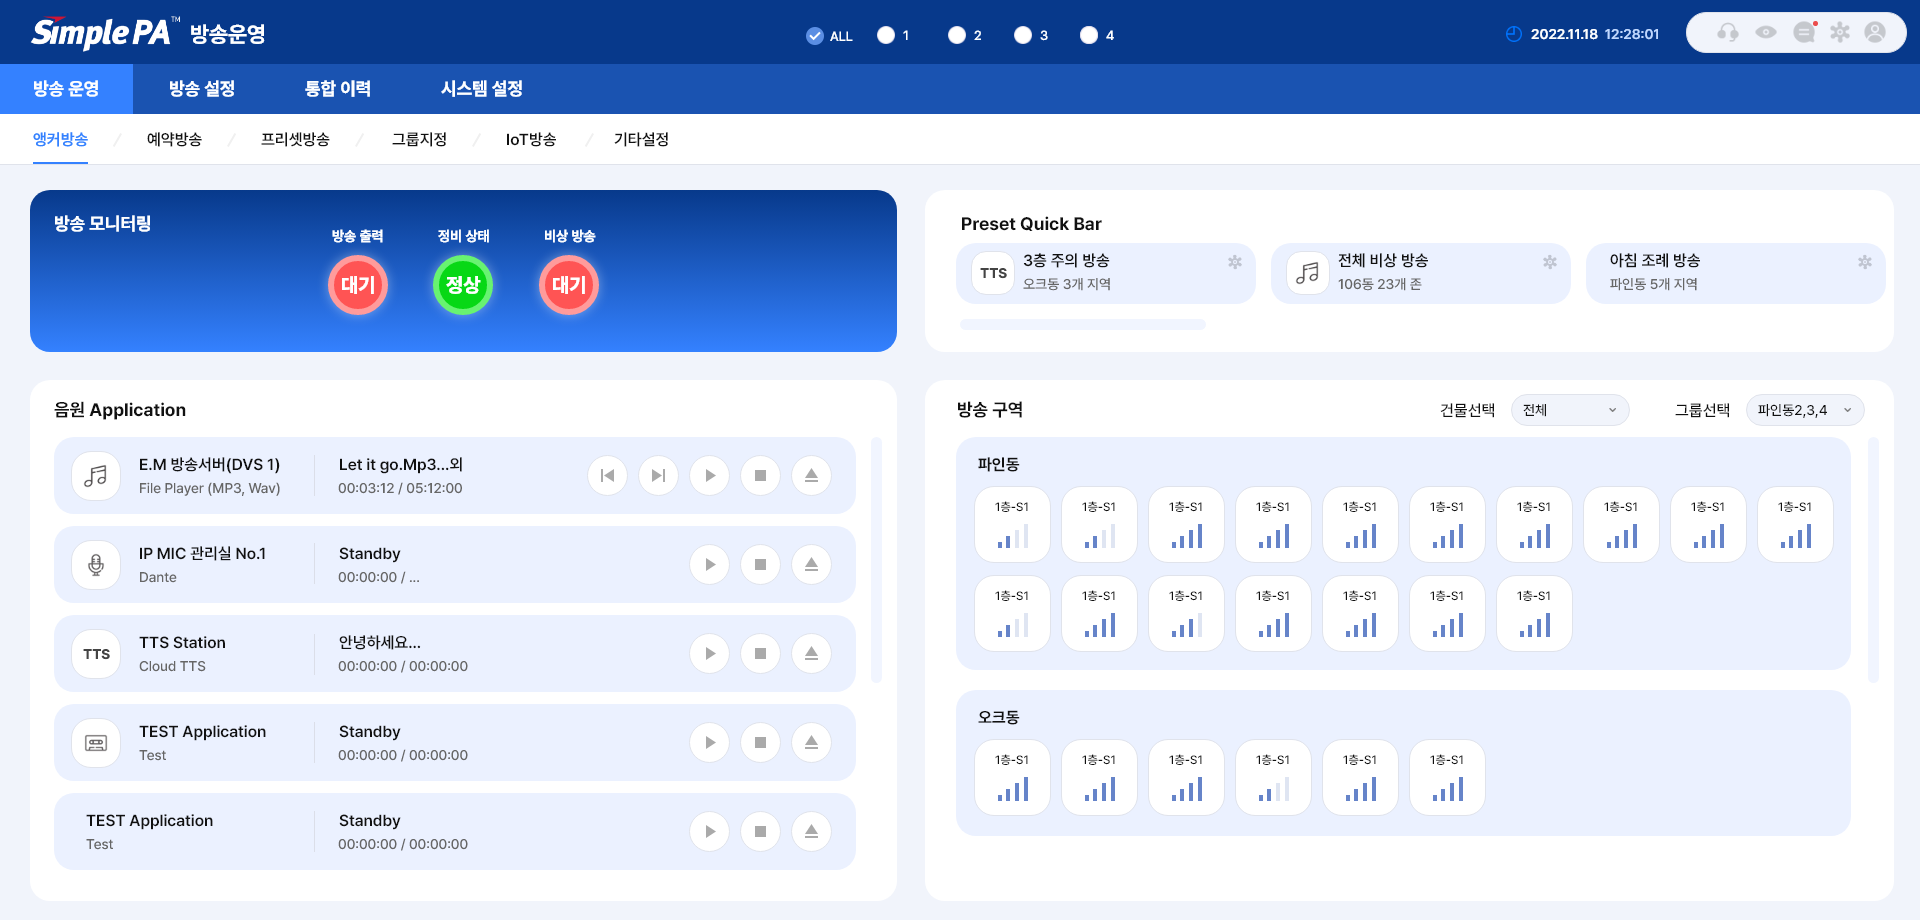 Simple PA™ 방송운영
ALL 1 2 3 4
2022.11.18 12:28:01
방송 운영 방송 설정 통합 이력 시스템 설정
앵커방송 / 예약방송 / 프리셋방송 / 그룹지정 / IoT방송 / 기타설정
방송 모니터링
방송 출력 정비 상태 비상 방송
대기 정상 대기
Preset Quick Bar
TTS
3층 주의 방송
오크동 3개 지역
전체 비상 방송
106동 23개 존
아침 조례 방송
파인동 5개 지역
음원 Application
E.M 방송서버(DVS 1)
File Player (MP3, Wav)
Let it go.Mp3...외
00:03:12 / 05:12:00
IP MIC 관리실 No.1
Dante
Standby
00:00:00 / ...
TTS
TTS Station
Cloud TTS
안녕하세요...
00:00:00 / 00:00:00
TEST Application
Test
Standby
00:00:00 / 00:00:00
TEST Application
Test
Standby
00:00:00 / 00:00:00
방송 구역
건물선택 전체 그룹선택 파인동2,3,4
파인동
1층-S1 1층-S1 1층-S1 1층-S1 1층-S1 1층-S1 1층-S1 1층-S1 1층-S1 1층-S1
1층-S1 1층-S1 1층-S1 1층-S1 1층-S1 1층-S1 1층-S1
오크동
1층-S1 1층-S1 1층-S1 1층-S1 1층-S1 1층-S1